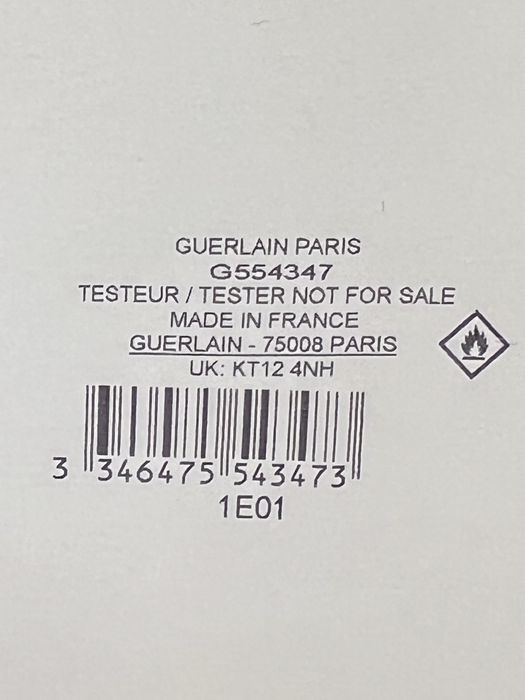 GUERLAIN PARIS
G554347
TESTEUR / TESTER NOT FOR SALE
MADE IN FRANCE
GUERLAIN - 75008 PARIS
UK: KT12 4NH
3 346475 543473
1E01